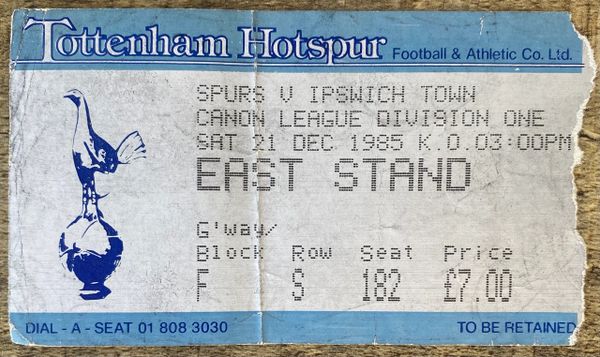 Tottenham Hotspur Football & Athletic Co. Ltd.
SPURS V IPSWICH TOWN
CANON LEAGUE DIVISION ONE
SAT 21 DEC 1985 K.O.03:00PM
EAST STAND
G'way/
Block Row Seat Price
F S 182 £7.00
DIAL - A - SEAT 01 808 3030 TO BE RETAINED